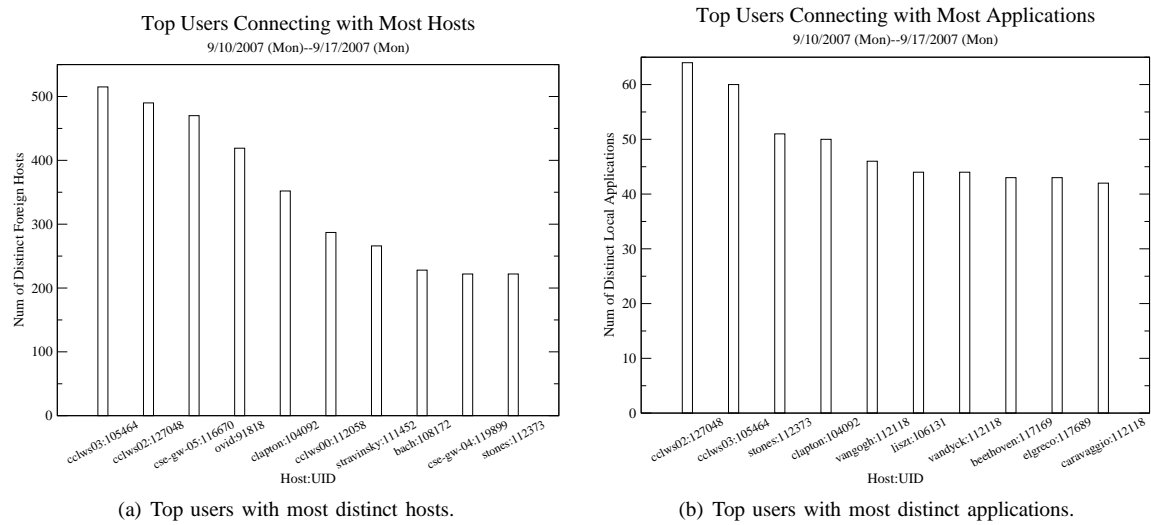 Top Users Connecting with Most Hosts
9/10/2007 (Mon)--9/17/2007 (Mon)
Num of Distinct Foreign Hosts
500
400
300
200
100
0
cclws03:105464
cclws02:127048
cse-gw-05:116670
ovid:91818
clapton:104092
cclws00:112058
stravinsky:111452
bach:108172
cse-gw-04:119899
stones:112373
Host:UID
(a) Top users with most distinct hosts.
Top Users Connecting with Most Applications
9/10/2007 (Mon)--9/17/2007 (Mon)
Num of Distinct Local Applications
60
50
40
30
20
10
0
cclws02:127048
cclws03:105464
stones:112373
clapton:104092
vangogh:112118
liszt:106131
vandyck:112118
beethoven:117169
elgreco:117689
caravaggio:112118
Host:UID
(b) Top users with most distinct applications.